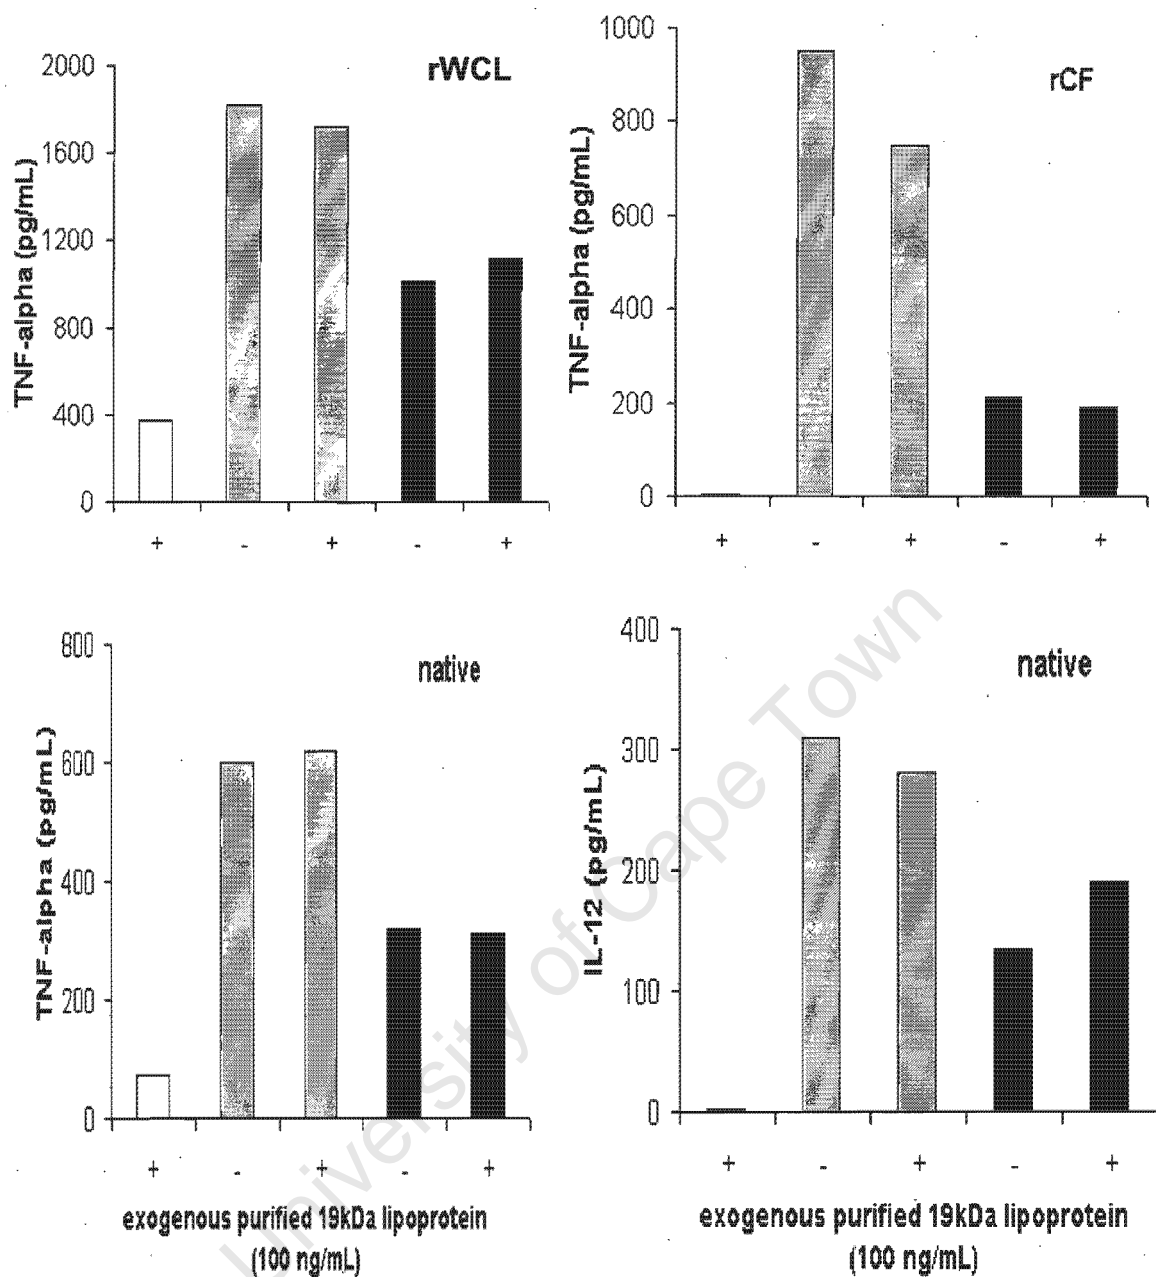 rWCL
TNF-alpha (pg/mL)
2000
1600
1200
800
400
0
+ - + - +
rCF
TNF-alpha (pg/mL)
1000
800
600
400
200
0
+ - + - +
native
TNF-alpha (pg/mL)
800
600
400
200
0
+ - + - +
exogenous purified 19kDa lipoprotein
(100 ng/mL)
native
IL-12 (pg/mL)
400
300
200
100
0
+ - + - +
exogenous purified 19kDa lipoprotein
(100 ng/mL)
University of Cape Town